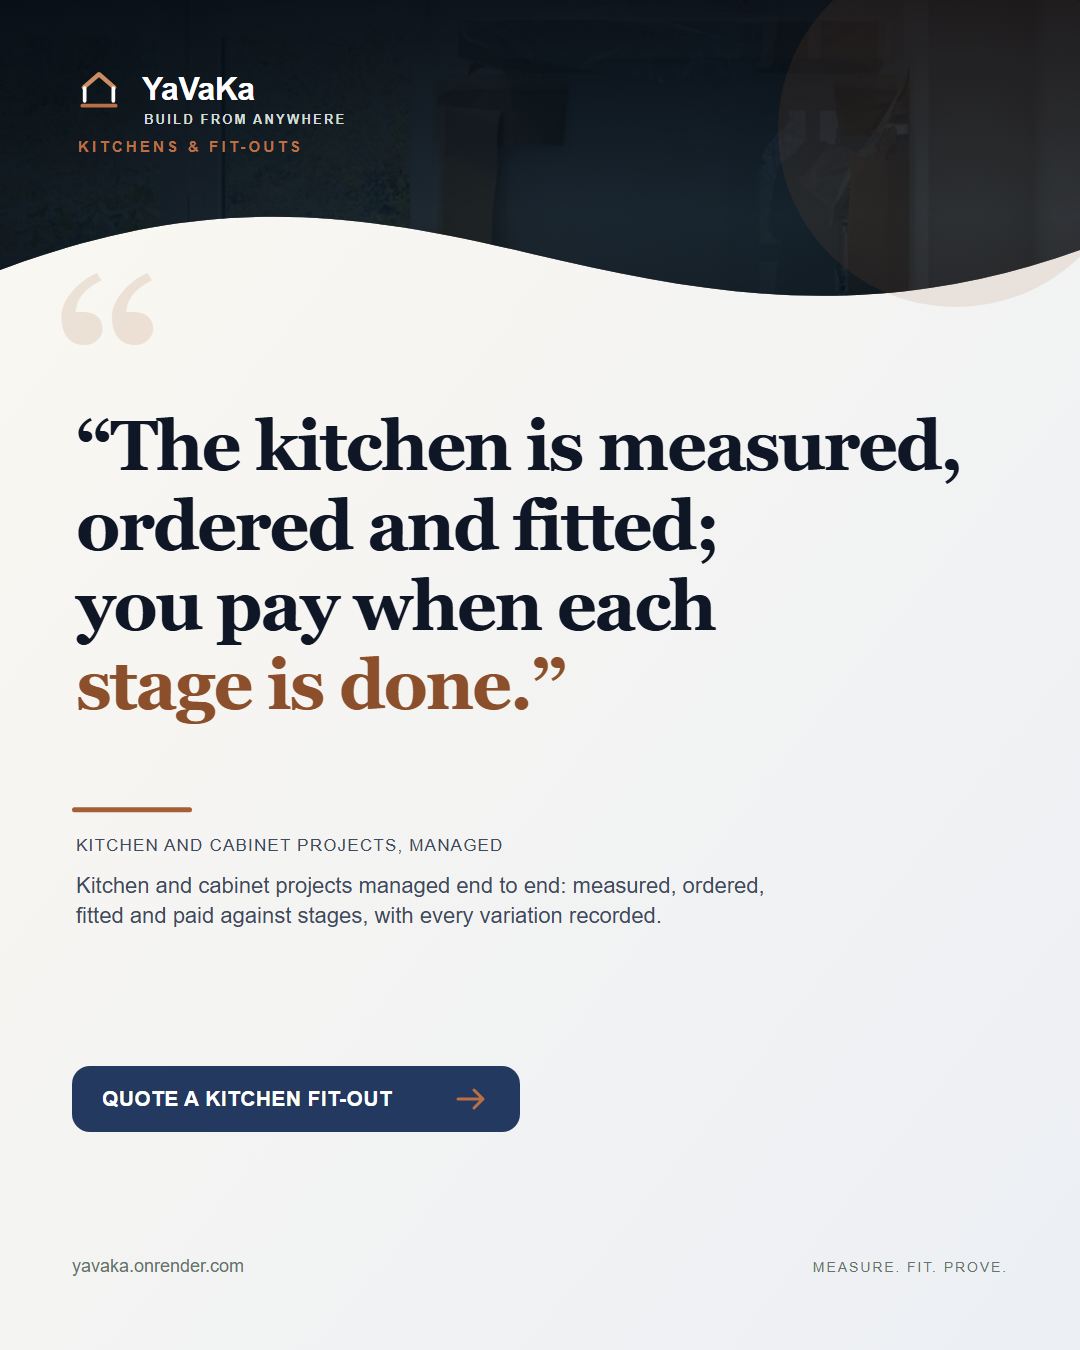 YaVaKa
BUILD FROM ANYWHERE
KITCHENS & FIT-OUTS
“The kitchen is measured,
ordered and fitted;
you pay when each
stage is done.”
KITCHEN AND CABINET PROJECTS, MANAGED
Kitchen and cabinet projects managed end to end: measured, ordered,
fitted and paid against stages, with every variation recorded.
QUOTE A KITCHEN FIT-OUT
yavaka.onrender.com
MEASURE. FIT. PROVE.